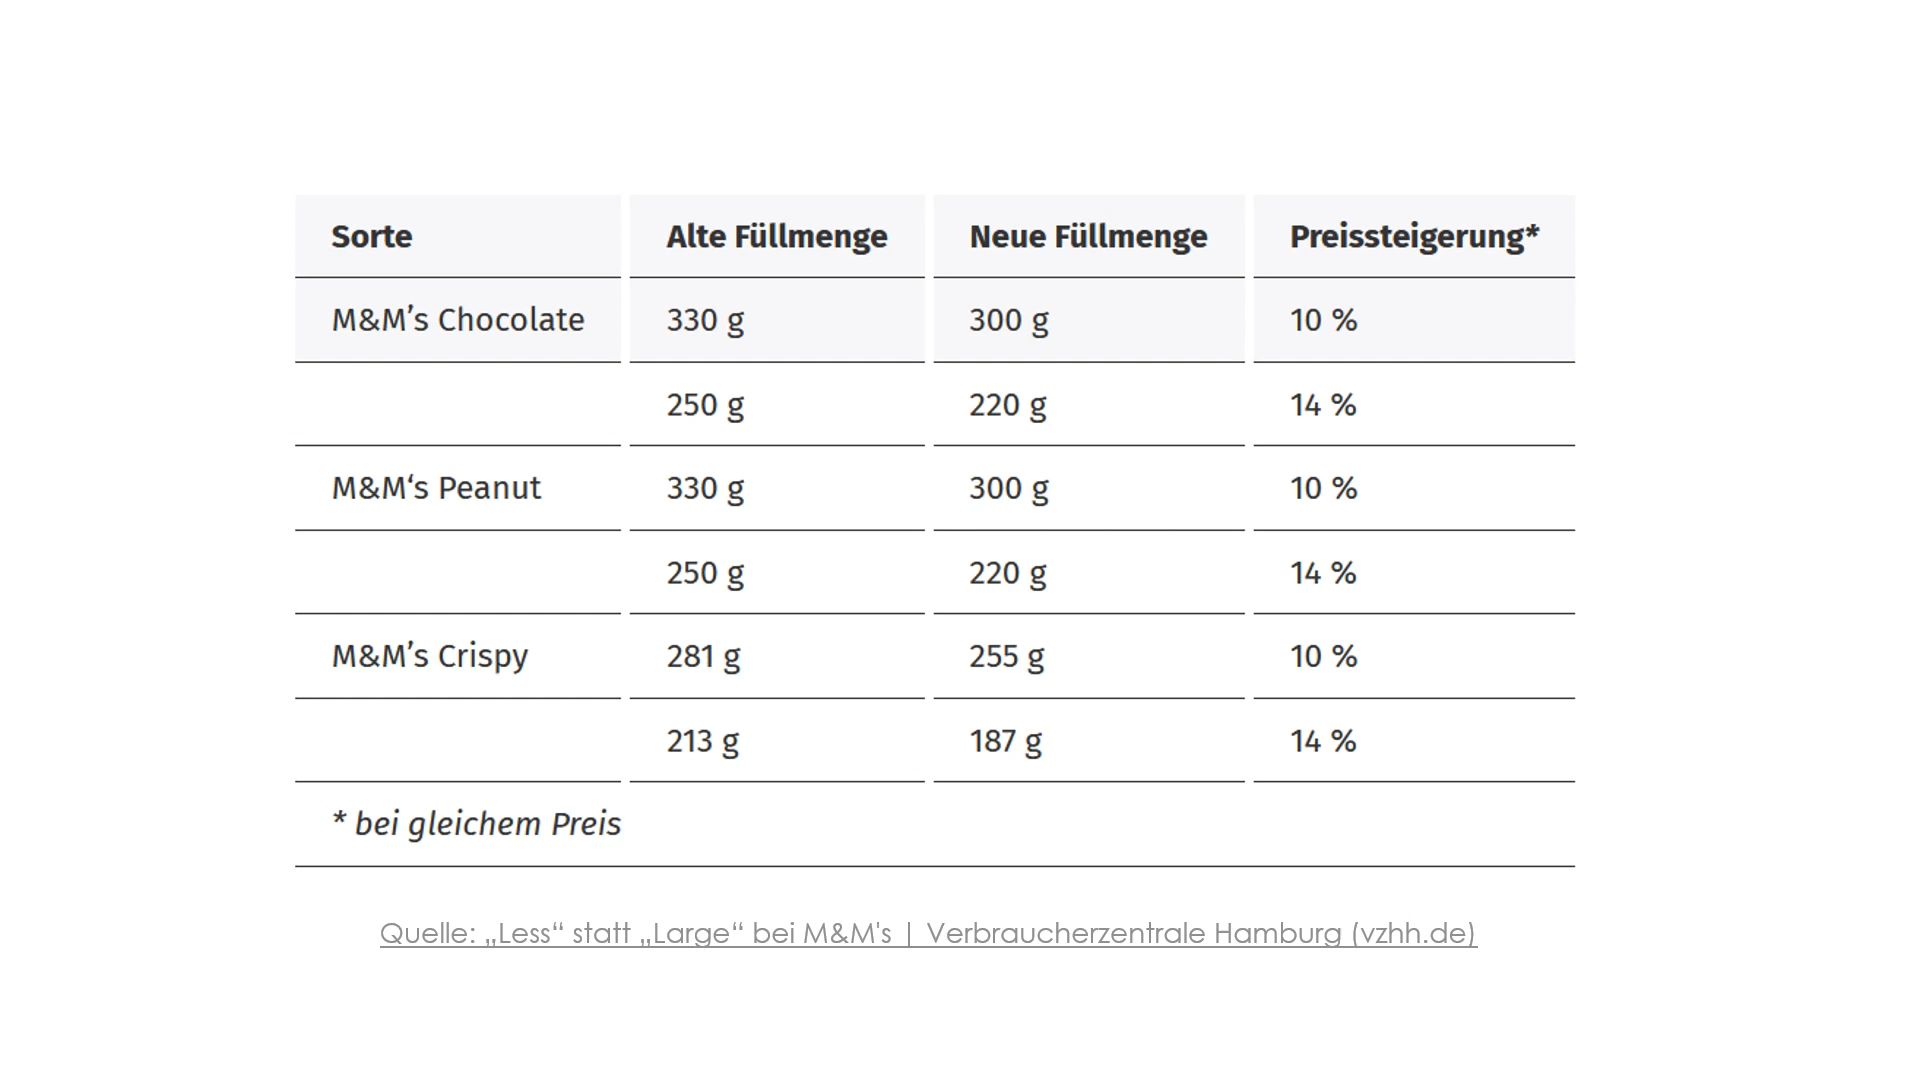 Sorte Alte Füllmenge Neue Füllmenge Preissteigerung*
M&M’s Chocolate 330 g 300 g 10 %
250 g 220 g 14 %
M&M‘s Peanut 330 g 300 g 10 %
250 g 220 g 14 %
M&M’s Crispy 281 g 255 g 10 %
213 g 187 g 14 %
* bei gleichem Preis
Quelle: „Less“ statt „Large“ bei M&M's | Verbraucherzentrale Hamburg (vzhh.de)